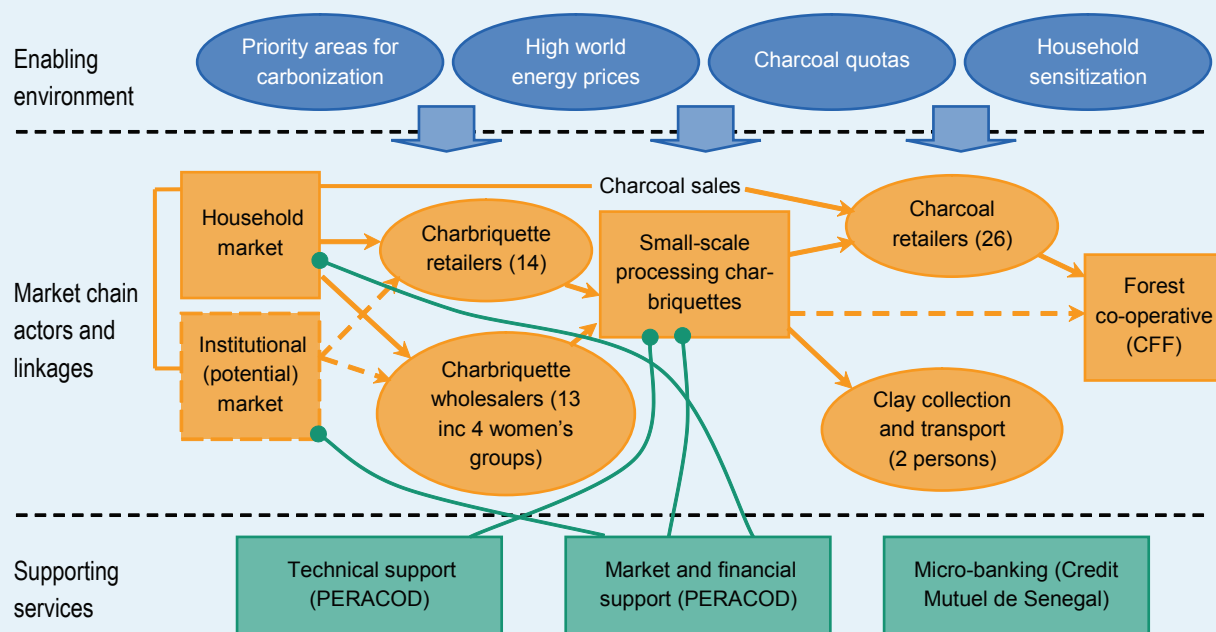 Enabling
environment
Priority areas for
carbonization
High world
energy prices
Charcoal quotas
Household
sensitization
Market chain
actors and
linkages
Household
market
Institutional
(potential)
market
Charcoal sales
Charbriquette
retailers (14)
Charbriquette
wholesalers (13
inc 4 women’s
groups)
Small-scale
processing char-
briquettes
Charcoal
retailers (26)
Clay collection
and transport
(2 persons)
Forest
co-operative
(CFF)
Supporting
services
Technical support
(PERACOD)
Market and financial
support (PERACOD)
Micro-banking (Credit
Mutuel de Senegal)